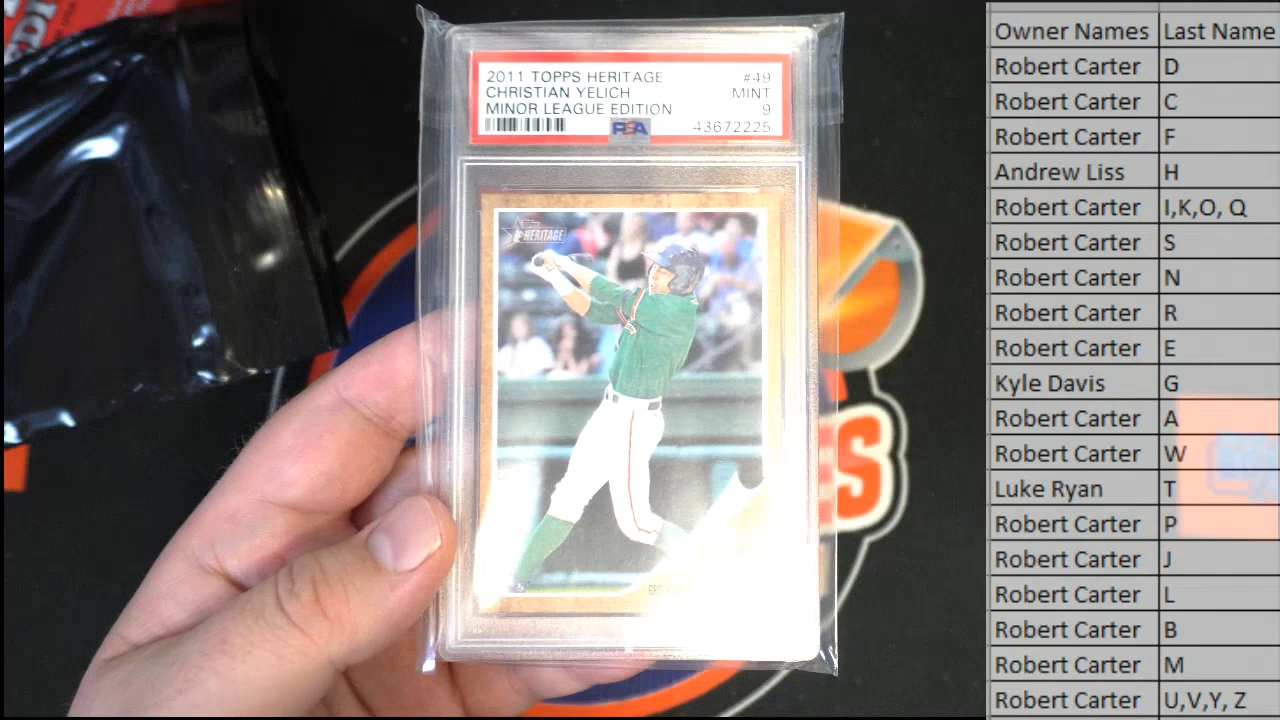 2011 TOPPS HERITAGE #49
CHRISTIAN YELICH MINT
MINOR LEAGUE EDITION 9
PSA 43672225
HERITAGE
Owner Names Last Name
Robert Carter D
Robert Carter C
Robert Carter F
Andrew Liss H
Robert Carter I,K,O, Q
Robert Carter S
Robert Carter N
Robert Carter R
Robert Carter E
Kyle Davis G
Robert Carter A
Robert Carter W
Luke Ryan T
Robert Carter P
Robert Carter J
Robert Carter L
Robert Carter B
Robert Carter M
Robert Carter U,V,Y, Z